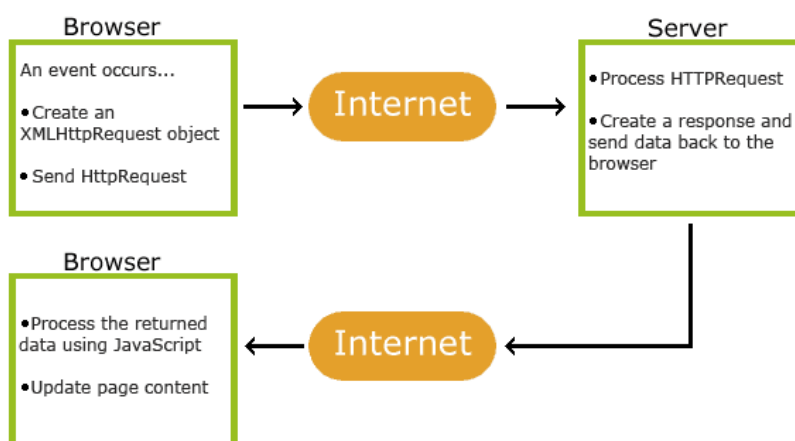 Browser
An event occurs...
•Create an
XMLHttpRequest object
• Send HttpRequest
Internet
Server
•Process HTTPRequest
•Create a response and
send data back to the
browser
Browser
•Process the returned
data using JavaScript
•Update page content
Internet